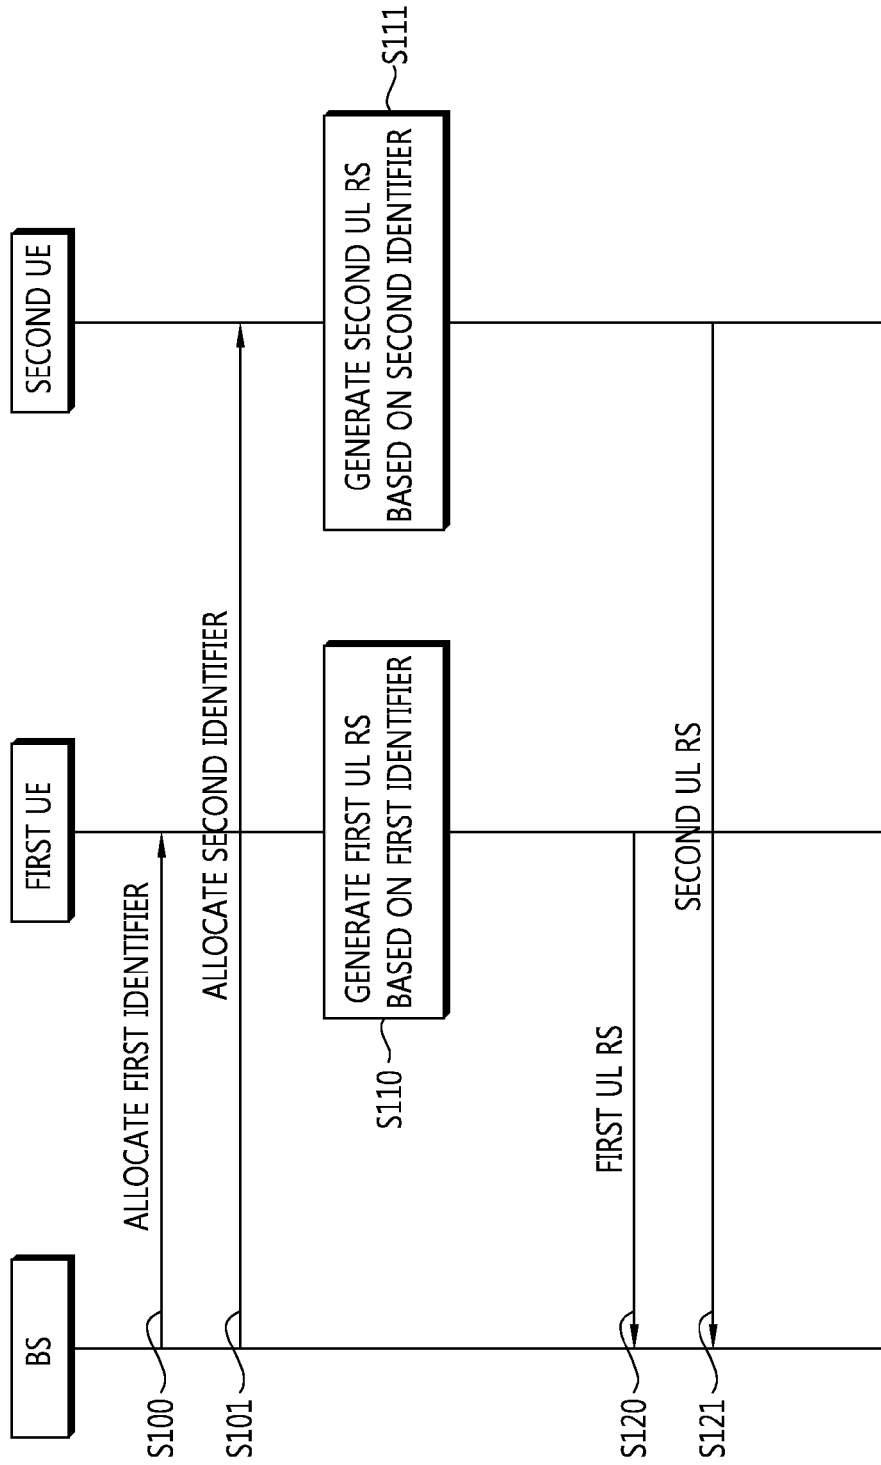 BS
FIRST UE
SECOND UE
S100
ALLOCATE FIRST IDENTIFIER
S101
ALLOCATE SECOND IDENTIFIER
S110
GENERATE FIRST UL RS
BASED ON FIRST IDENTIFIER
GENERATE SECOND UL RS
BASED ON SECOND IDENTIFIER
S111
S120
FIRST UL RS
S121
SECOND UL RS